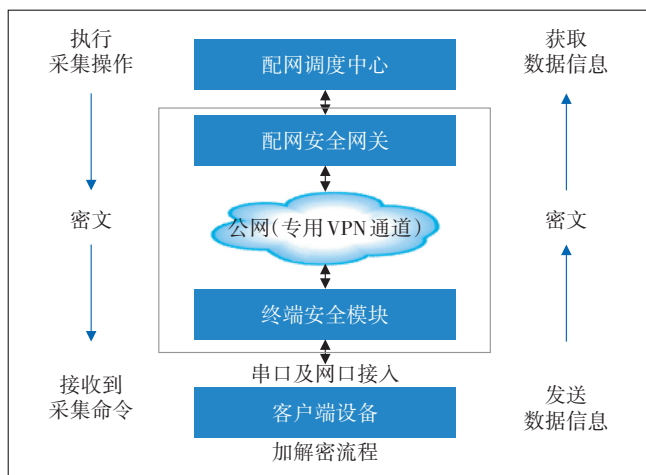 执行
采集操作
配网调度中心
获取
数据信息
配网安全网关
密文
公网(专用VPN通道)
密文
终端安全模块
串口及网口接入
接收到
采集命令
客户端设备
发送
数据信息
加解密流程